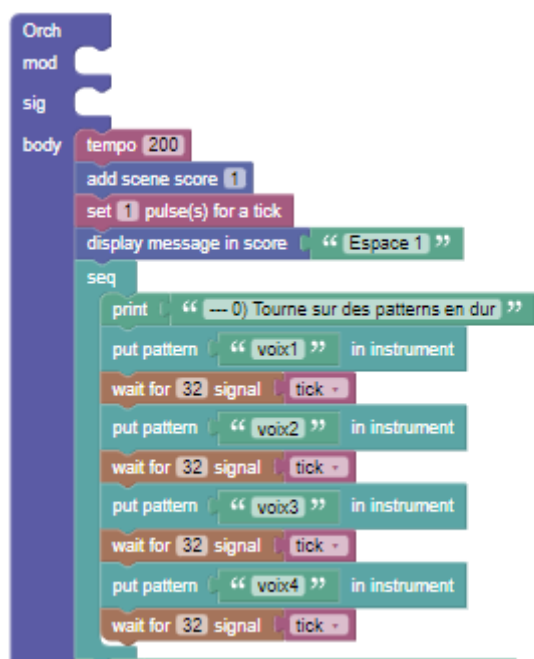 Orch
mod
sig
body tempo 200
add scene score 1
set 1 pulse(s) for a tick
display message in score “ Espace 1 ”
seq
print “ --- 0) Tourne sur des patterns en dur ”
put pattern “ voix1 ” in instrument
wait for 32 signal tick
put pattern “ voix2 ” in instrument
wait for 32 signal tick
put pattern “ voix3 ” in instrument
wait for 32 signal tick
put pattern “ voix4 ” in instrument
wait for 32 signal tick